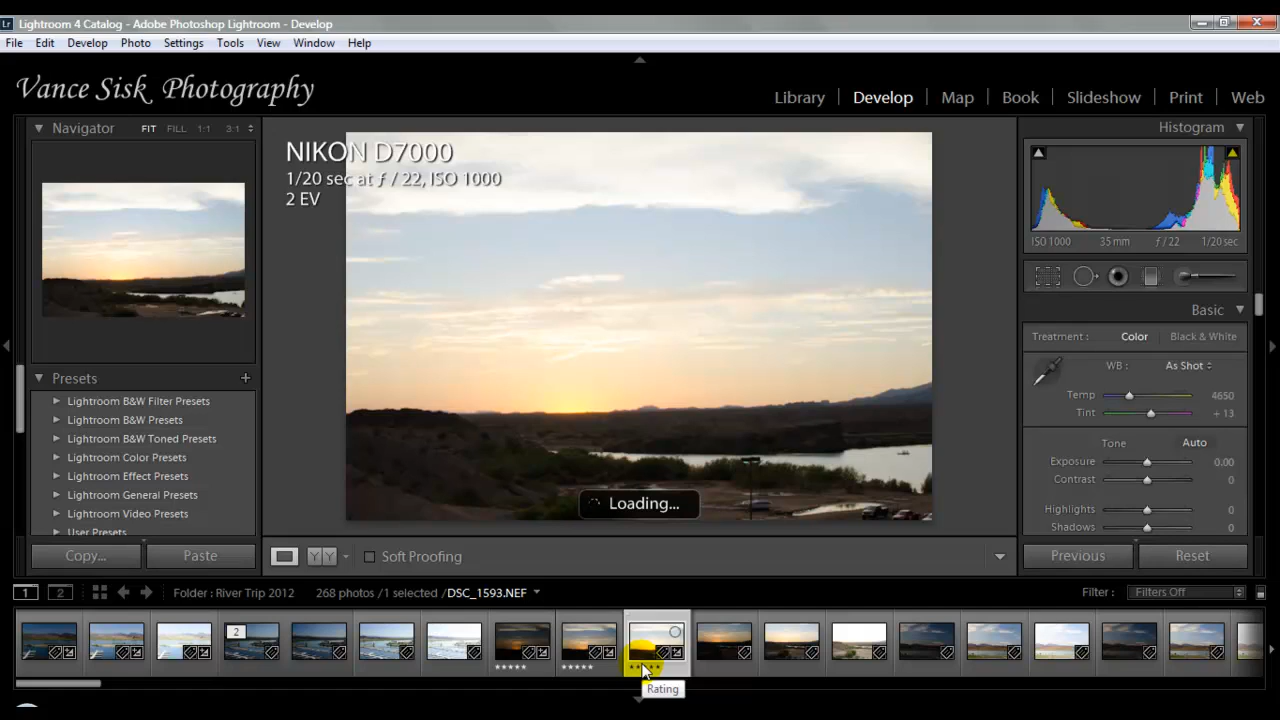 Lr Lightroom 4 Catalog - Adobe Photoshop Lightroom - Develop
File Edit Develop Photo Settings Tools View Window Help
Vance Sisk Photography
Library Develop Map Book Slideshow Print Web
Navigator FIT FILL 1:1 3:1
Histogram
NIKON D7000
1/20 sec at ƒ / 22, ISO 1000
2 EV
ISO 1000 35 mm ƒ / 22 1/20 sec
Basic
Treatment: Color Black & White
WB: As Shot
Temp 4650
Tint + 13
Tone Auto
Exposure 0.00
Contrast 0
Highlights 0
Shadows 0
Presets
Lightroom B&W Filter Presets
Lightroom B&W Presets
Lightroom B&W Toned Presets
Lightroom Color Presets
Lightroom Effect Presets
Lightroom General Presets
Lightroom Video Presets
User Presets
Loading...
Copy... Paste
YY Soft Proofing
Previous Reset
1 2 Folder : River Trip 2012 268 photos / 1 selected / DSC_1593.NEF Filter : Filters Off
2
Rating